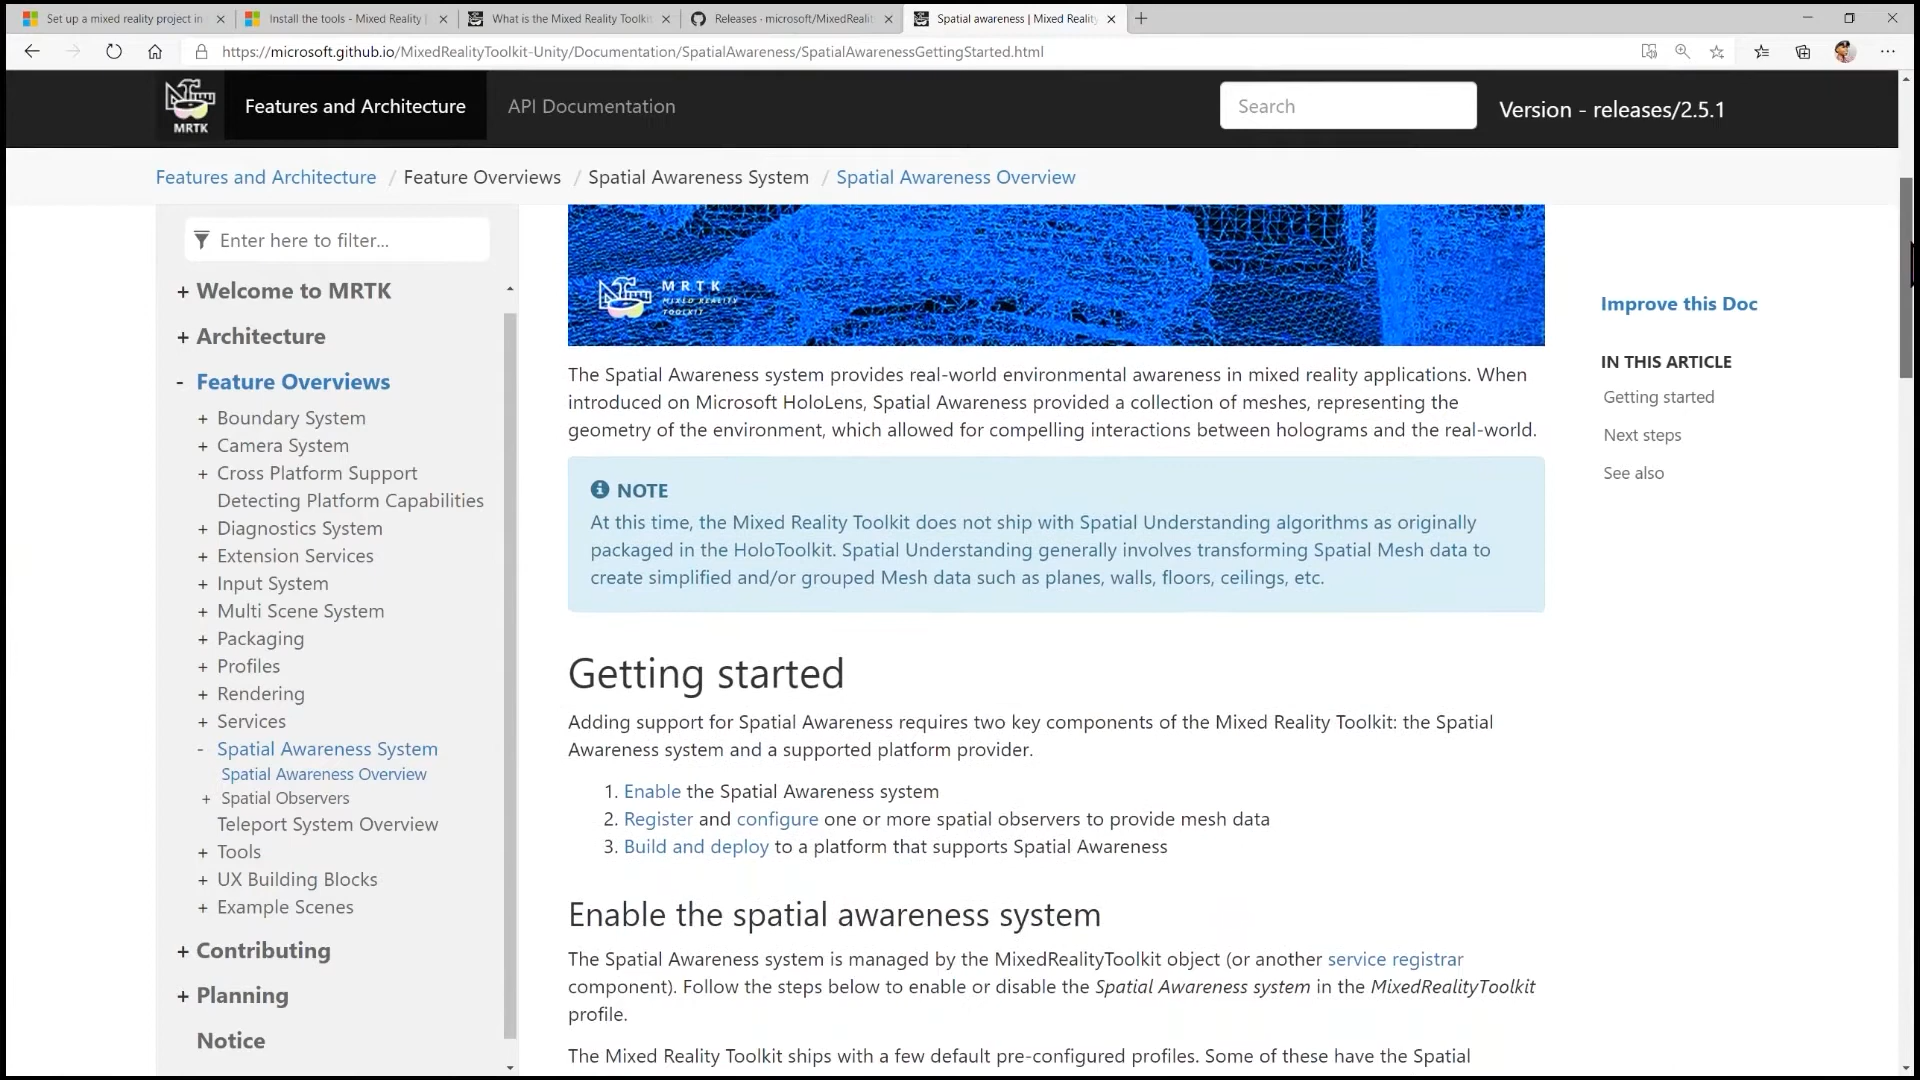 Set up a mixed reality project in
Install the tools - Mixed Reality |
What is the Mixed Reality Toolkit
Releases · microsoft/MixedRealit
Spatial awareness | Mixed Reality
https://microsoft.github.io/MixedRealityToolkit-Unity/Documentation/SpatialAwareness/SpatialAwarenessGettingStarted.html
MRTK
Features and Architecture
API Documentation
Search
Version - releases/2.5.1
Features and Architecture / Feature Overviews / Spatial Awareness System / Spatial Awareness Overview
Enter here to filter...
+ Welcome to MRTK
+ Architecture
- Feature Overviews
+ Boundary System
+ Camera System
+ Cross Platform Support
Detecting Platform Capabilities
+ Diagnostics System
+ Extension Services
+ Input System
+ Multi Scene System
+ Packaging
+ Profiles
+ Rendering
+ Services
- Spatial Awareness System
Spatial Awareness Overview
+ Spatial Observers
Teleport System Overview
+ Tools
+ UX Building Blocks
+ Example Scenes
+ Contributing
+ Planning
Notice
MRTK
MIXED REALITY
TOOLKIT
The Spatial Awareness system provides real-world environmental awareness in mixed reality applications. When
introduced on Microsoft HoloLens, Spatial Awareness provided a collection of meshes, representing the
geometry of the environment, which allowed for compelling interactions between holograms and the real-world.
NOTE
At this time, the Mixed Reality Toolkit does not ship with Spatial Understanding algorithms as originally
packaged in the HoloToolkit. Spatial Understanding generally involves transforming Spatial Mesh data to
create simplified and/or grouped Mesh data such as planes, walls, floors, ceilings, etc.
Getting started
Adding support for Spatial Awareness requires two key components of the Mixed Reality Toolkit: the Spatial
Awareness system and a supported platform provider.
1. Enable the Spatial Awareness system
2. Register and configure one or more spatial observers to provide mesh data
3. Build and deploy to a platform that supports Spatial Awareness
Enable the spatial awareness system
The Spatial Awareness system is managed by the MixedRealityToolkit object (or another service registrar
component). Follow the steps below to enable or disable the Spatial Awareness system in the MixedRealityToolkit
profile.
The Mixed Reality Toolkit ships with a few default pre-configured profiles. Some of these have the Spatial
Improve this Doc
IN THIS ARTICLE
Getting started
Next steps
See also